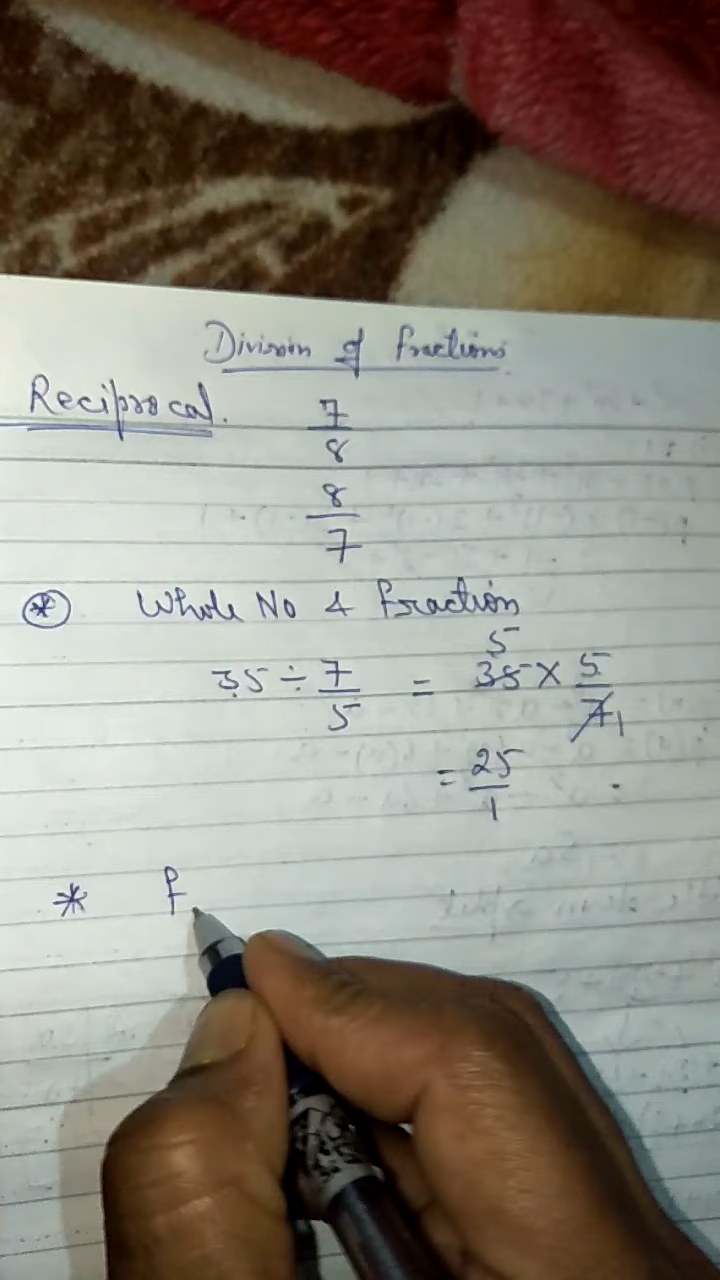 Division of fractions
Reciprocal. 7/8
8/7
* Whole No & fraction
5
35 ÷ 7/5 = 35 × 5/7 1
= 25/1
* f